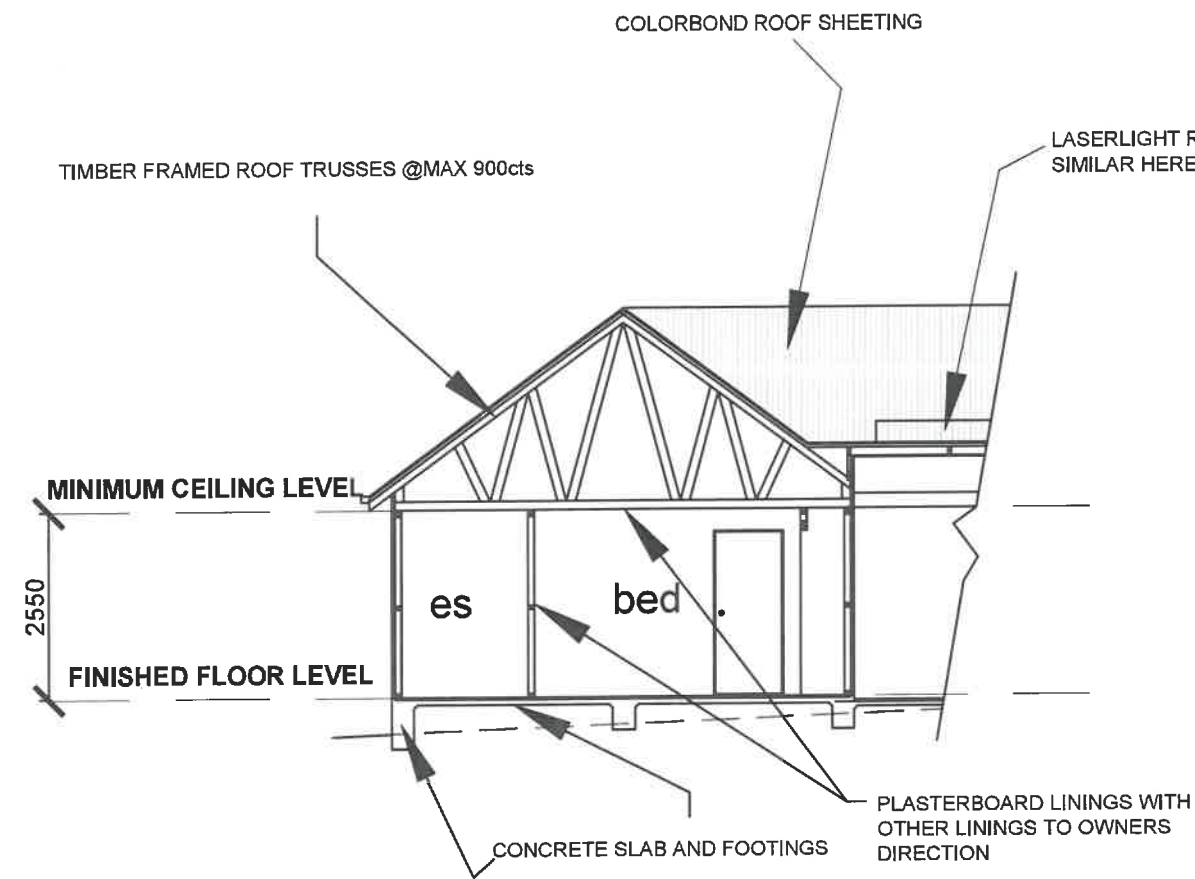 COLORBOND ROOF SHEETING
LASERLIGHT R
SIMILAR HERE
TIMBER FRAMED ROOF TRUSSES @MAX 900cts
MINIMUM CEILING LEVEL
2550
es
bed
FINISHED FLOOR LEVEL
PLASTERBOARD LININGS WITH
OTHER LININGS TO OWNERS
DIRECTION
CONCRETE SLAB AND FOOTINGS